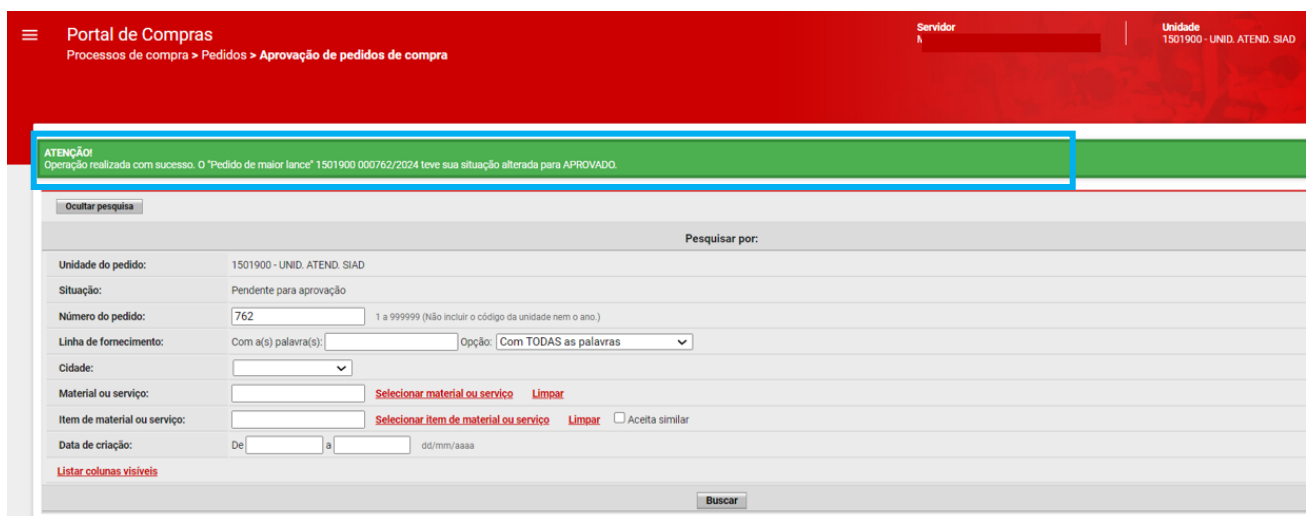 Portal de Compras
Processos de compra > Pedidos > Aprovação de pedidos de compra
Servidor
Unidade
1501900 - UNID. ATEND. SIAD
ATENÇÃO!
Operação realizada com sucesso. O "Pedido de maior lance" 1501900 000762/2024 teve sua situação alterada para APROVADO.
Ocultar pesquisa
Pesquisar por:
Unidade do pedido: 1501900 - UNID. ATEND. SIAD
Situação: Pendente para aprovação
Número do pedido: 762 1 a 999999 (Não incluir o código da unidade nem o ano.)
Linha de fornecimento: Com a(s) palavra(s): Opção: Com TODAS as palavras
Cidade:
Material ou serviço: Selecionar material ou serviço Limpar
Item de material ou serviço: Selecionar item de material ou serviço Limpar Aceita similar
Data de criação: De a dd/mm/aaaa
Listar colunas visíveis
Buscar